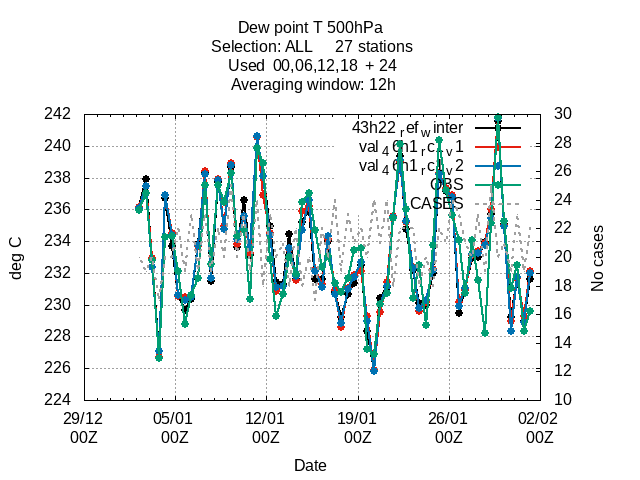 Dew point T 500hPa
Selection: ALL 27 stations
Used 00,06,12,18 + 24
Averaging window: 12h
242 30
43h22_ref_winter
240 28
val_46h1_rc_v1
238 val_46h1_rc_v2 26
OBS
236 24
CASES
234 22
232 20
230 18
228 16
226 14
12
224 10
deg C
No cases
29/12 05/01 12/01 19/01 26/01 02/02
00Z 00Z 00Z 00Z 00Z 00Z
Date